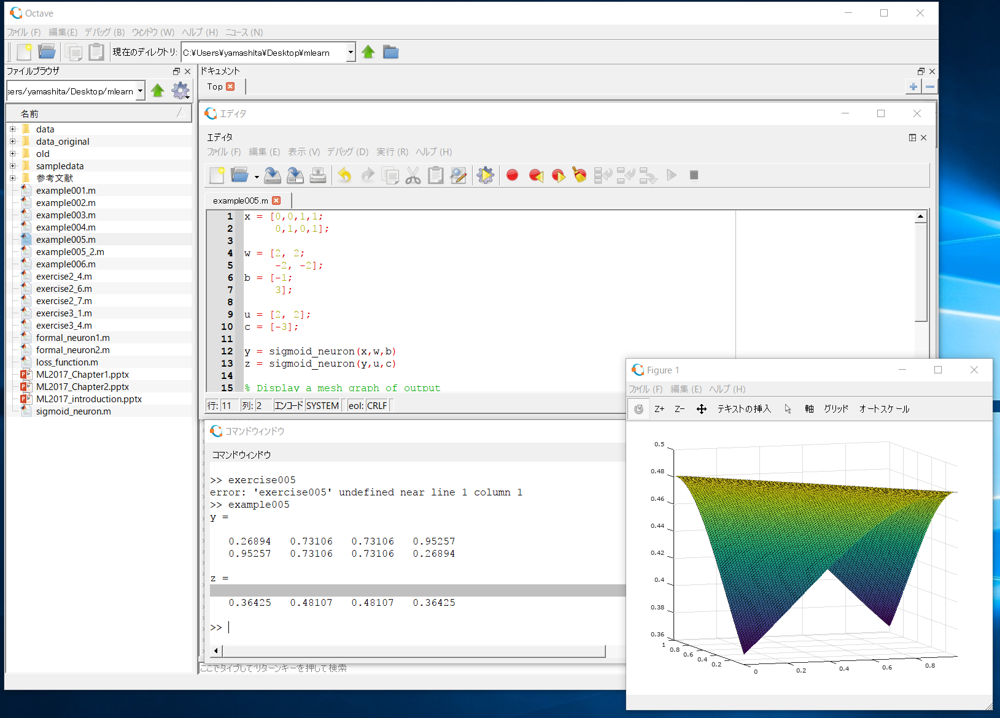 Octave
ファイル (F) 編集(E) デバッグ (B) ウィンドウ (W) ヘルプ (H) ニュース (N)
現在のディレクトリ: C:¥Users¥yamashita¥Desktop¥mlearn
ファイルブラウザ
sers/yamashita/Desktop/mlearn
名前
data
data_original
old
sampledata
参考文献
example001.m
example002.m
example003.m
example004.m
example005.m
example005_2.m
example006.m
exercise2_4.m
exercise2_6.m
exercise2_7.m
exercise3_1.m
exercise3_4.m
formal_neuron1.m
formal_neuron2.m
loss_function.m
ML2017_Chapter1.pptx
ML2017_Chapter2.pptx
ML2017_introduction.pptx
sigmoid_neuron.m
ドキュメント
Top
エディタ
エディタ
ファイル (F) 編集 (E) 表示 (V) デバッグ (D) 実行 (R) ヘルプ (H)
example005.m
1 x = [0,0,1,1;
2 0,1,0,1];
3
4 w = [2, 2;
5 -2, -2];
6 b = [-1;
7 3];
8
9 u = [2, 2];
10 c = [-3];
11
12 y = sigmoid_neuron(x,w,b)
13 z = sigmoid_neuron(y,u,c)
14
15 % Display a mesh graph of output
行: 11 列: 2 エンコード SYSTEM eol: CRLF
コマンドウィンドウ
コマンドウィンドウ
>> exercise005
error: 'exercise005' undefined near line 1 column 1
>> example005
y =
0.26894 0.73106 0.73106 0.95257
0.95257 0.73106 0.73106 0.26894
z =
0.36425 0.48107 0.48107 0.36425
>>
ここでタイプしてリターンキーを押して検索
Figure 1
ファイル (F) 編集 (E) ヘルプ (H)
Z+ Z- テキストの挿入 軸 グリッド オートスケール
0.5
0.48
0.46
0.44
0.42
0.4
0.38
0.36
1 0.8 0.6 0.4 0.2
0 0.2 0.4 0.6 0.8